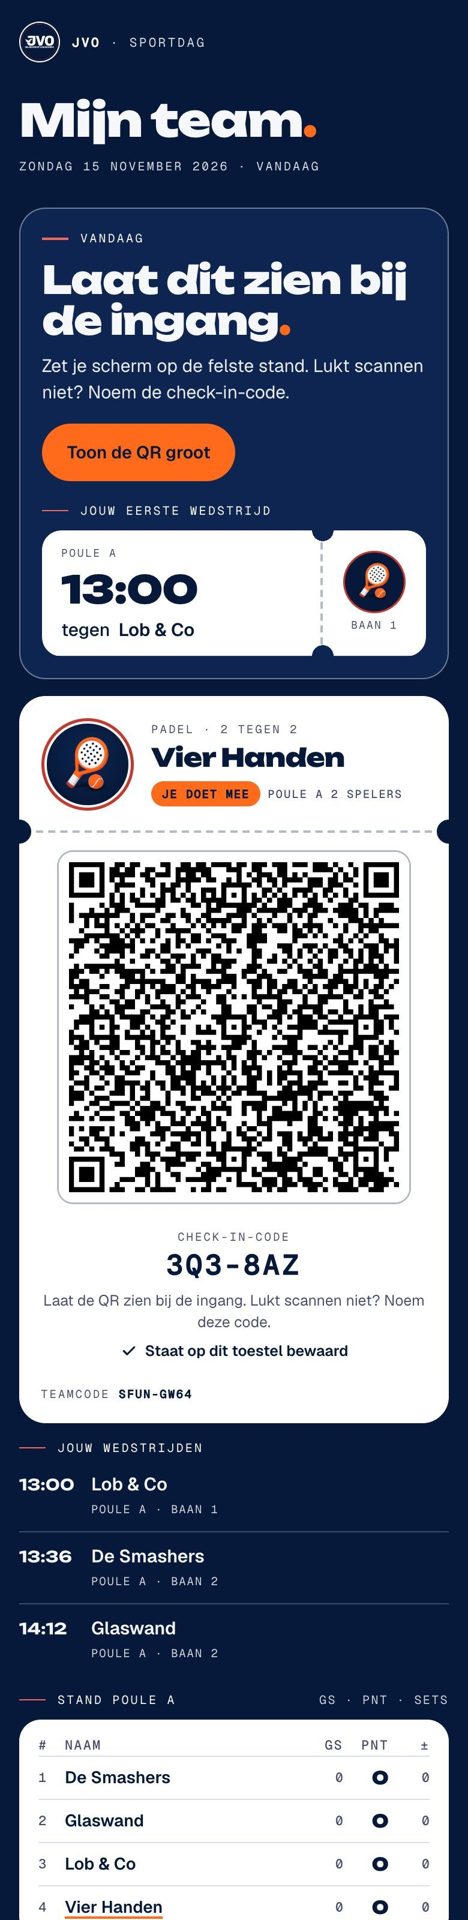 JVO
JVO · SPORTDAG
Mijn team.
ZONDAG 15 NOVEMBER 2026 · VANDAAG
VANDAAG
Laat dit zien bij
de ingang.
Zet je scherm op de felste stand. Lukt scannen
niet? Noem de check-in-code.
Toon de QR groot
JOUW EERSTE WEDSTRIJD
POULE A
13:00
tegen Lob & Co
BAAN 1
PADEL · 2 TEGEN 2
Vier Handen
JE DOET MEE POULE A 2 SPELERS
CHECK-IN-CODE
3Q3-8AZ
Laat de QR zien bij de ingang. Lukt scannen niet? Noem
deze code.
✓ Staat op dit toestel bewaard
TEAMCODE SFUN-GW64
JOUW WEDSTRIJDEN
13:00 Lob & Co
POULE A · BAAN 1
13:36 De Smashers
POULE A · BAAN 2
14:12 Glaswand
POULE A · BAAN 2
STAND POULE A GS · PNT · SETS
# NAAM GS PNT ±
1 De Smashers 0 0 0
2 Glaswand 0 0 0
3 Lob & Co 0 0 0
4 Vier Handen 0 0 0